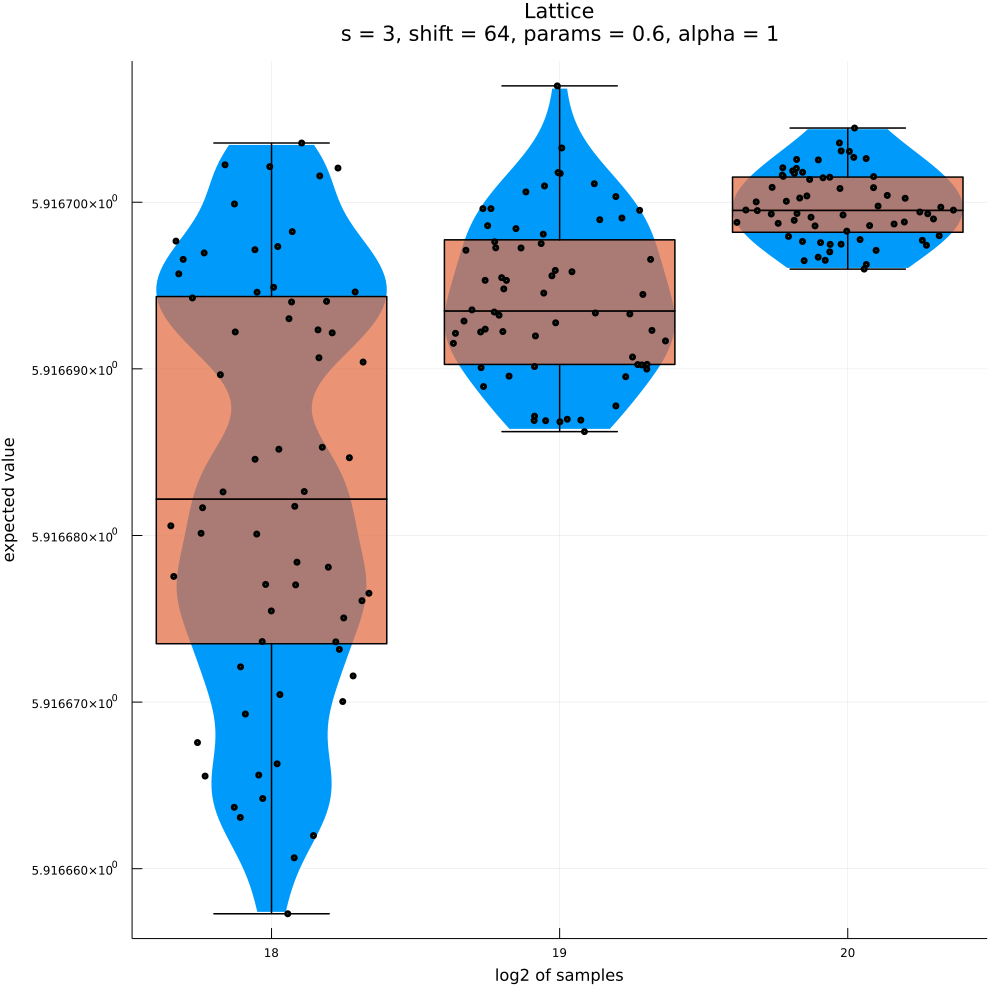 Lattice
s = 3, shift = 64, params = 0.6, alpha = 1
expected value
5.916700×10⁰
5.916690×10⁰
5.916680×10⁰
5.916670×10⁰
5.916660×10⁰
18 19 20
log2 of samples